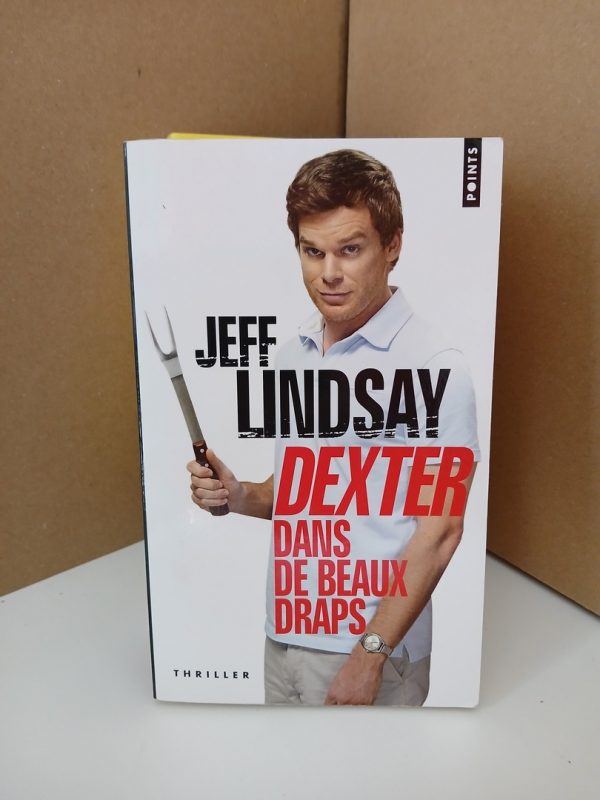 POINTS
JEFF
LINDSAY
DEXTER
DANS
DE BEAUX
DRAPS
THRILLER